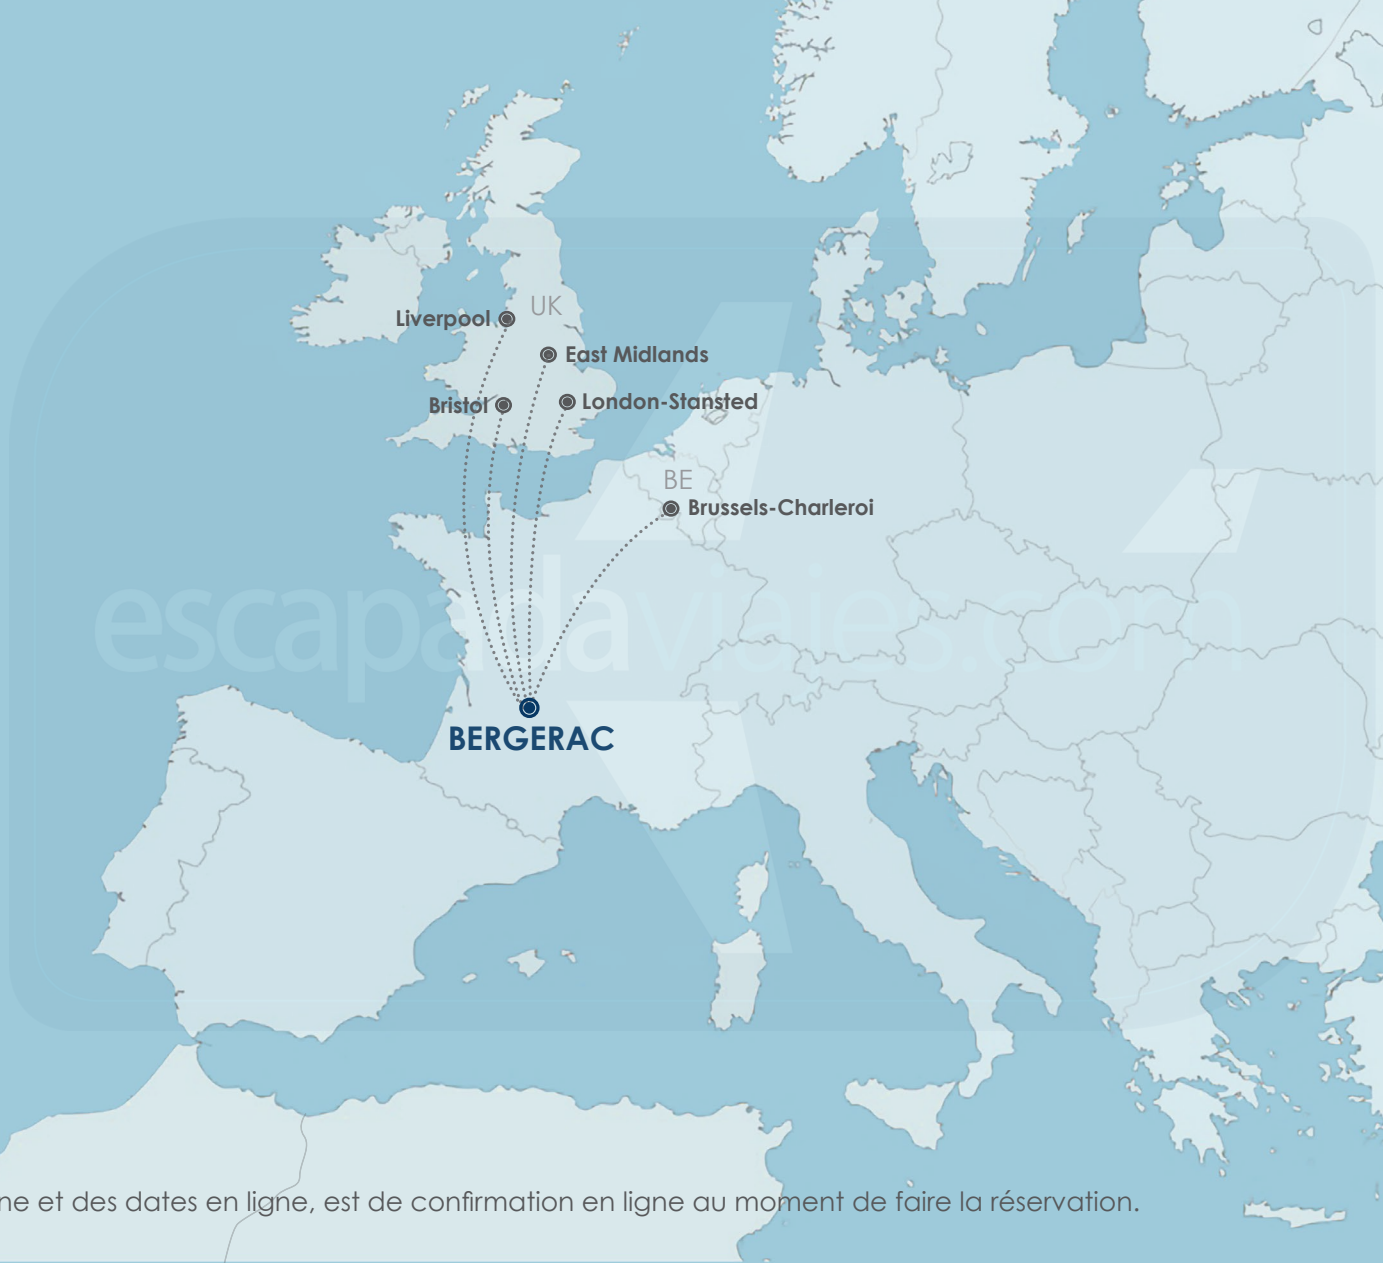 UK
Liverpool
East Midlands
Bristol
London-Stansted
BE
Brussels-Charleroi
escapadaviajes.com
BERGERAC
ne et des dates en ligne, est de confirmation en ligne au moment de faire la réservation.